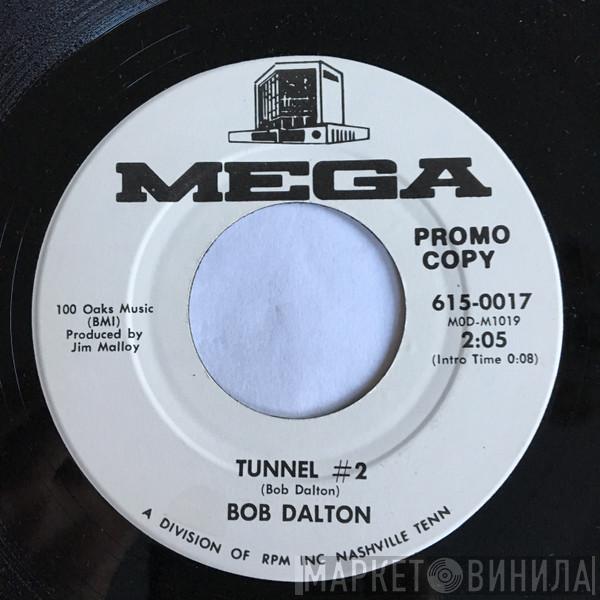 MEGA
PROMO
COPY
100 Oaks Music
(BMI)
Produced by
Jim Malloy
615-0017
M0D-M1019
2:05
(Intro Time 0:08)
TUNNEL #2
(Bob Dalton)
BOB DALTON
A DIVISION OF RPM INC NASHVILLE TENN
МАРКЕТ ВИНИЛА